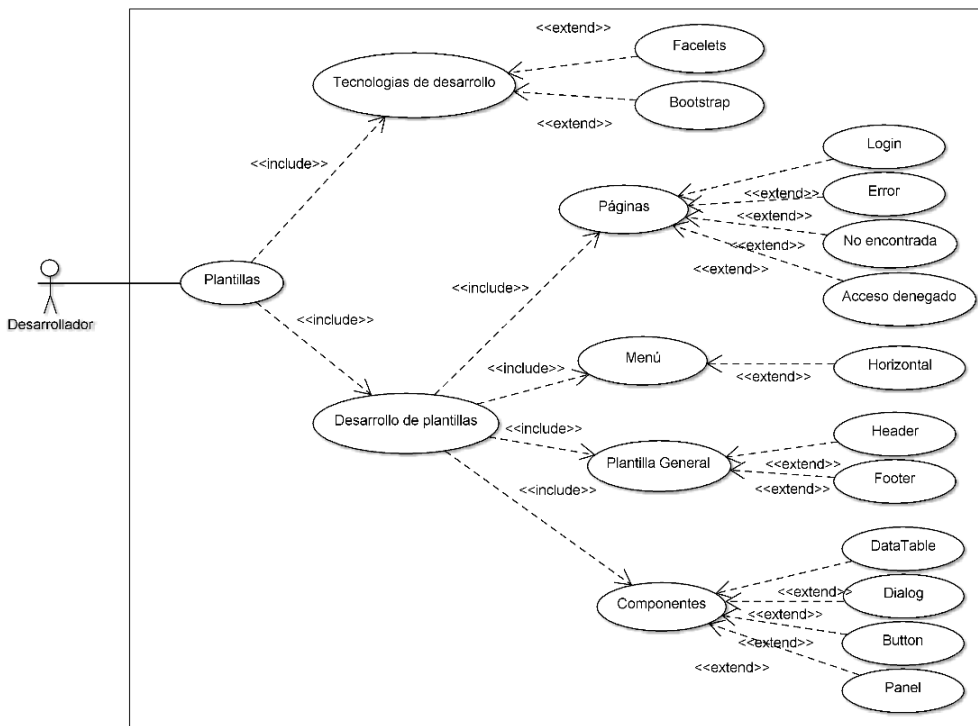 <<extend>>
Facelets
Tecnologias de desarrollo
Bootstrap
<<extend>>
Login
<<include>>
<<extend>>
Error
Páginas
<<extend>>
No encontrada
<<extend>>
<<extend>>
Plantillas
<<include>>
Acceso denegado
Desarrollador
<<include>>
Menú
Horizontal
<<include>>
<<extend>>
Desarrollo de plantillas
<<include>>
Header
Plantilla General
<<extend>>
Footer
<<extend>>
<<include>>
DataTable
Componentes
<<extend>>
Dialog
<<extend>>
Button
<<extend>>
<<extend>>
Panel